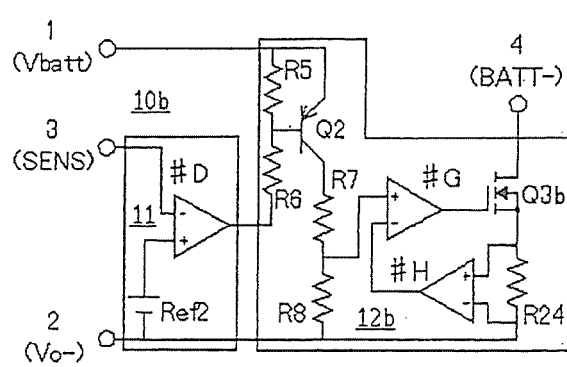 1
(Vbatt)
4
(BATT-)
R5
10b
Q2
3
(SENS)
#D
R7
#G
Q3b
11
R6
-
+
+
-
#H
+
-
Ref2
R8
R24
12b
2
(Vo-)